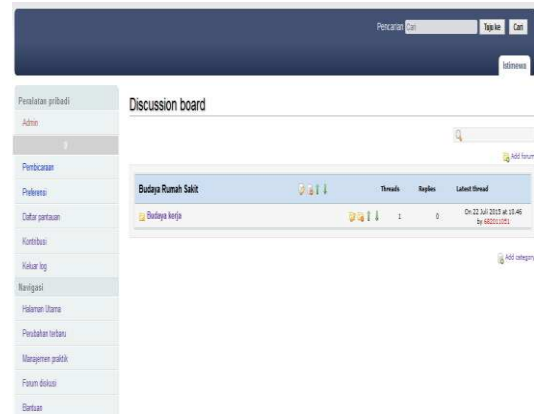 Pencarian Cari Tuju ke Cari
Istimewa
Peralatan pribadi
Admin
Pembicaraan
Preferensi
Daftar pantauan
Kontribusi
Keluar log
Navigasi
Halaman Utama
Perubahan terbaru
Manajemen praktik
Forum diskusi
Bantuan
Discussion board
Add forum
Budaya Rumah Sakit Threads Replies Latest thread
Budaya kerja 1 0 On 22 Juli 2015 at 10.46
by
Add category